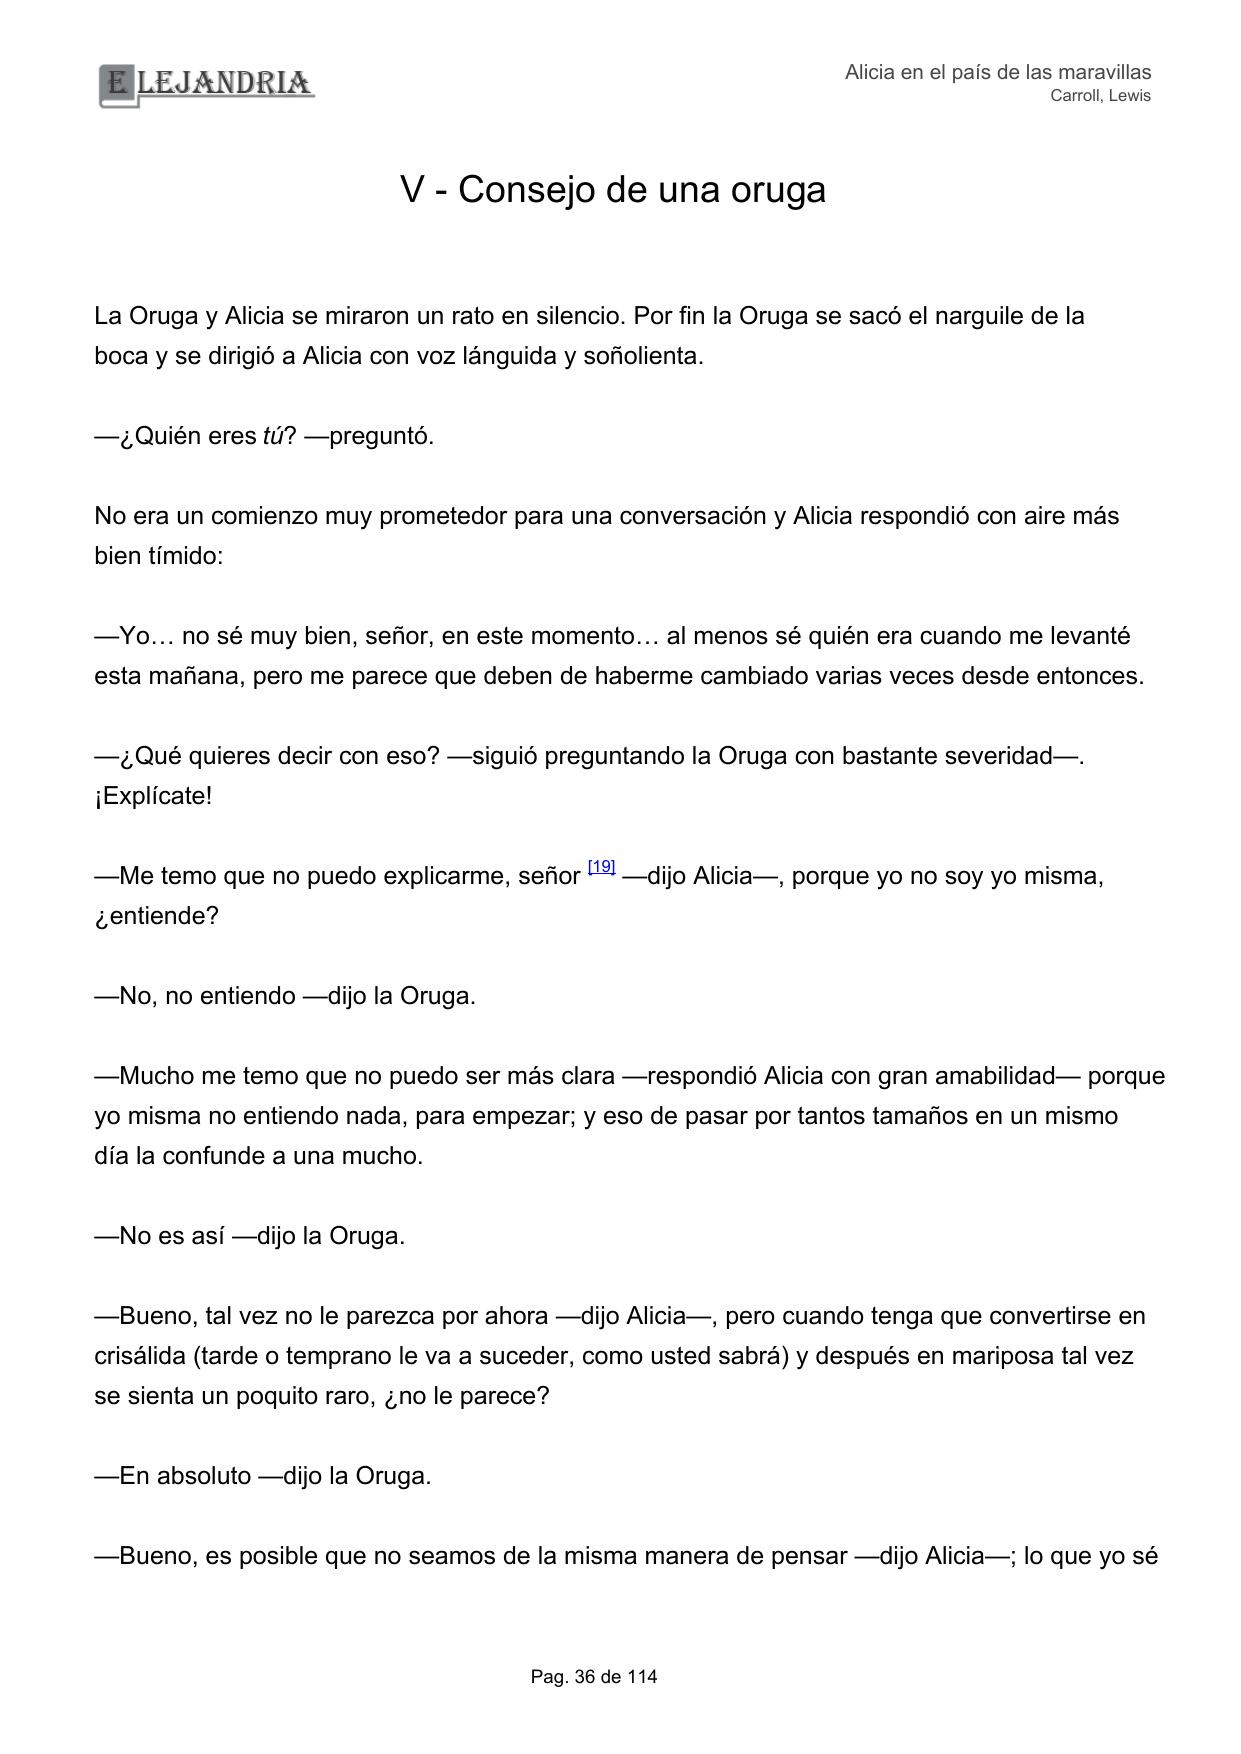 ELEJANDRIA
Alicia en el país de las maravillas
Carroll, Lewis
V - Consejo de una oruga
La Oruga y Alicia se miraron un rato en silencio. Por fin la Oruga se sacó el narguile de la
boca y se dirigió a Alicia con voz lánguida y soñolienta.
—¿Quién eres tú? —preguntó.
No era un comienzo muy prometedor para una conversación y Alicia respondió con aire más
bien tímido:
—Yo… no sé muy bien, señor, en este momento… al menos sé quién era cuando me levanté
esta mañana, pero me parece que deben de haberme cambiado varias veces desde entonces.
—¿Qué quieres decir con eso? —siguió preguntando la Oruga con bastante severidad—.
¡Explícate!
—Me temo que no puedo explicarme, señor [19] —dijo Alicia—, porque yo no soy yo misma,
¿entiende?
—No, no entiendo —dijo la Oruga.
—Mucho me temo que no puedo ser más clara —respondió Alicia con gran amabilidad— porque
yo misma no entiendo nada, para empezar; y eso de pasar por tantos tamaños en un mismo
día la confunde a una mucho.
—No es así —dijo la Oruga.
—Bueno, tal vez no le parezca por ahora —dijo Alicia—, pero cuando tenga que convertirse en
crisálida (tarde o temprano le va a suceder, como usted sabrá) y después en mariposa tal vez
se sienta un poquito raro, ¿no le parece?
—En absoluto —dijo la Oruga.
—Bueno, es posible que no seamos de la misma manera de pensar —dijo Alicia—; lo que yo sé
Pag. 36 de 114